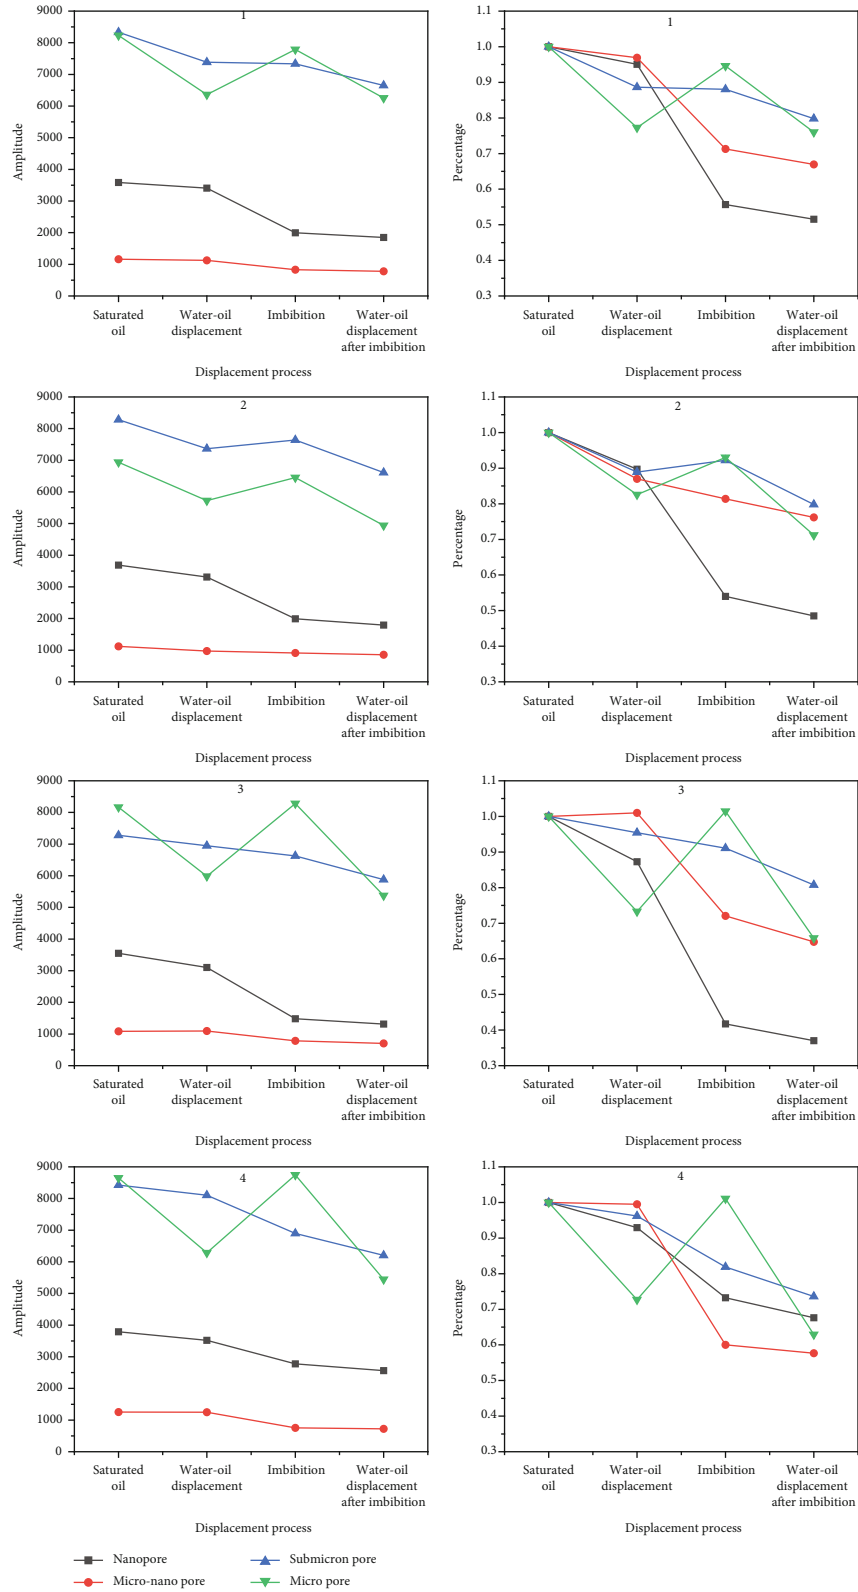 1
9000
8000
7000
6000
5000
4000
3000
2000
1000
0
Amplitude
Saturated oil
Water-oil displacement
Imbibition
Water-oil displacement after imbibition
Displacement process
1
1.1
1.0
0.9
0.8
0.7
0.6
0.5
0.4
0.3
Percentage
Saturated oil
Water-oil displacement
Imbibition
Water-oil displacement after imbibition
Displacement process
2
9000
8000
7000
6000
5000
4000
3000
2000
1000
0
Amplitude
Saturated oil
Water-oil displacement
Imbibition
Water-oil displacement after imbibition
Displacement process
2
1.1
1.0
0.9
0.8
0.7
0.6
0.5
0.4
0.3
Percentage
Saturated oil
Water-oil displacement
Imbibition
Water-oil displacement after imbibition
Displacement process
3
9000
8000
7000
6000
5000
4000
3000
2000
1000
0
Amplitude
Saturated oil
Water-oil displacement
Imbibition
Water-oil displacement after imbibition
Displacement process
3
1.1
1.0
0.9
0.8
0.7
0.6
0.5
0.4
0.3
Percentage
Saturated oil
Water-oil displacement
Imbibition
Water-oil displacement after imbibition
Displacement process
4
9000
8000
7000
6000
5000
4000
3000
2000
1000
0
Amplitude
Saturated oil
Water-oil displacement
Imbibition
Water-oil displacement after imbibition
Displacement process
4
1.1
1.0
0.9
0.8
0.7
0.6
0.5
0.4
0.3
Percentage
Saturated oil
Water-oil displacement
Imbibition
Water-oil displacement after imbibition
Displacement process
Nanopore
Micro-nano pore
Submicron pore
Micro pore